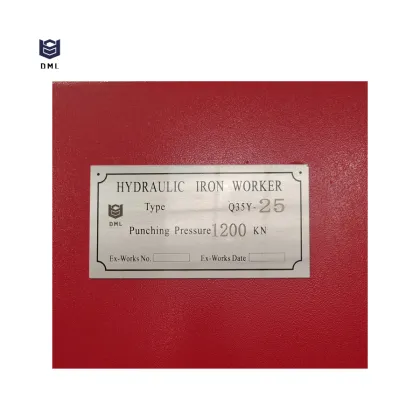 DML
HYDRAULIC IRON WORKER
Type Q35Y-25
DML
Punching Pressure 1200 KN
Ex-Works No. Ex-Works Date